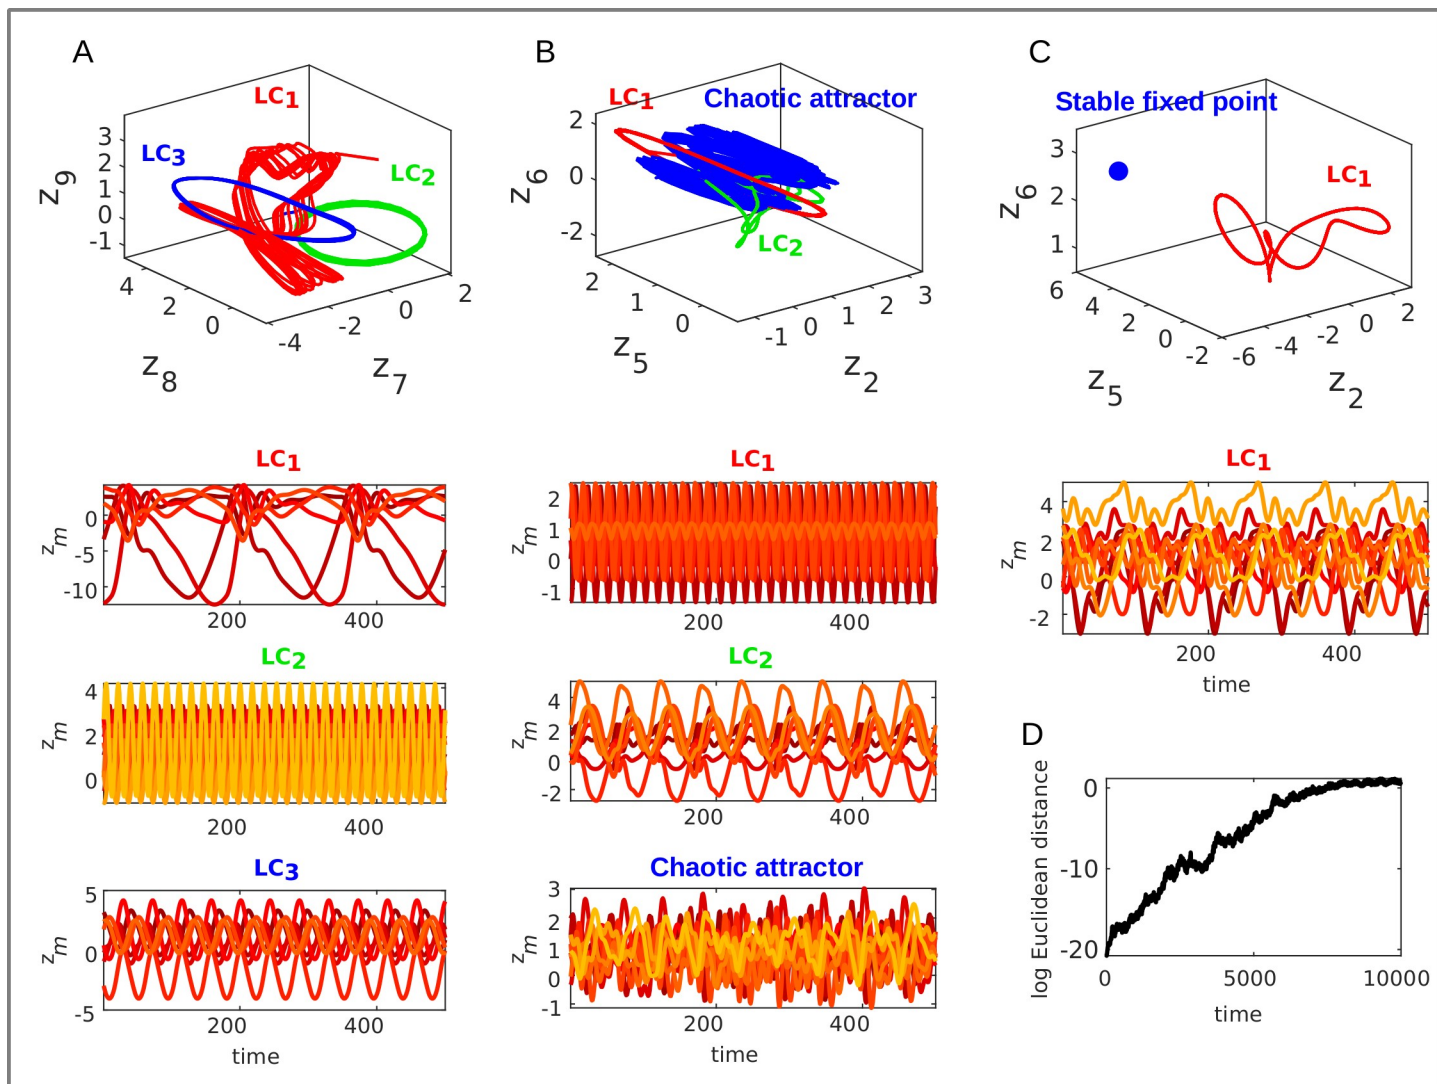 A
LC1
LC3
LC2
3
2
1
0
-1
z9
4
2
0
z8
-4
-2
0
2
z7
B
LC1
Chaotic attractor
LC2
2
0
-2
z6
2
1
0
z5
-1
0
1
2
3
z2
C
Stable fixed point
LC1
3
2
1
z6
6
4
2
0
-2
z5
-6
-4
-2
0
2
z2
LC1
0
-5
-10
zm
200
400
LC2
4
2
0
zm
200
400
LC3
5
0
-5
zm
200
400
time
LC1
2
1
0
-1
zm
200
400
LC2
4
2
0
-2
zm
200
400
Chaotic attractor
3
2
1
0
-1
zm
200
400
time
LC1
4
2
0
-2
zm
200
400
time
D
log Euclidean distance
0
-10
-20
0
5000
10000
time